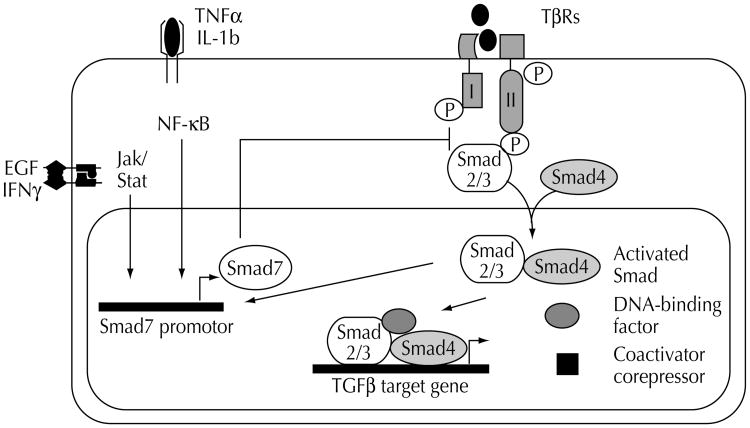 TNFα
IL-1b
TβRs
P
I
II
P
NF-κB
P
EGF
IFNγ
Jak/
Stat
Smad
2/3
Smad4
Smad7
Smad
2/3
Smad4
Activated
Smad
Smad7 promotor
DNA-binding
factor
Smad
2/3
Smad4
Coactivator
corepressor
TGFβ target gene